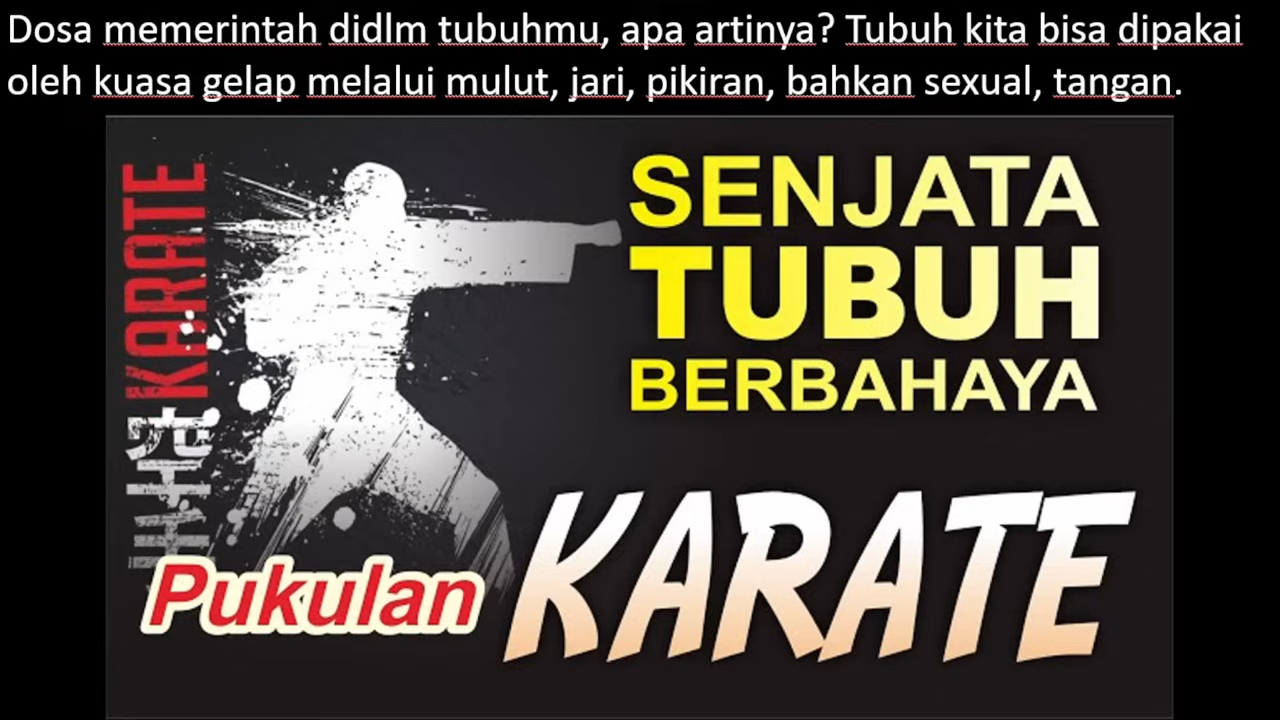 Dosa memerintah didlm tubuhmu, apa artinya? Tubuh kita bisa dipakai
oleh kuasa gelap melalui mulut, jari, pikiran, bahkan sexual, tangan.
KARATE
SENJATA
TUBUH
BERBAHAYA
Pukulan
KARATE